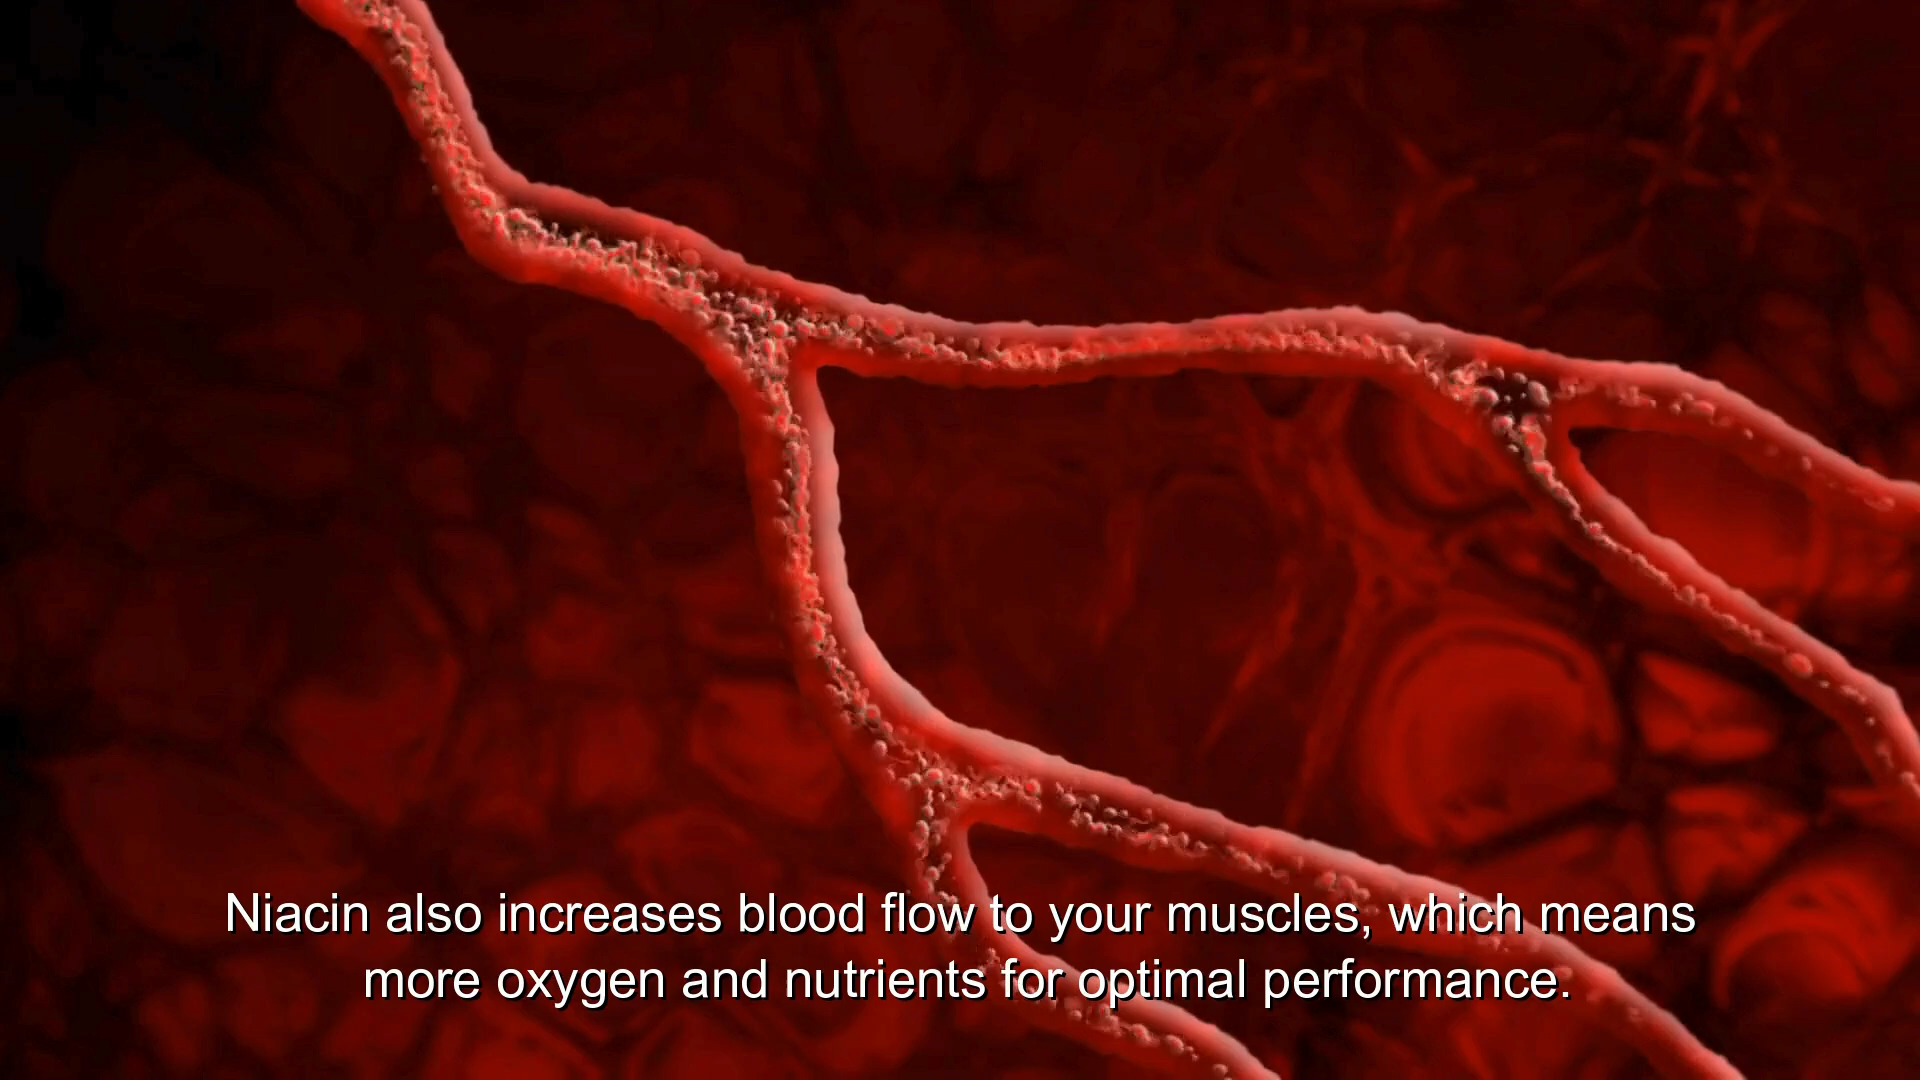 Niacin also increases blood flow to your muscles, which means
more oxygen and nutrients for optimal performance.